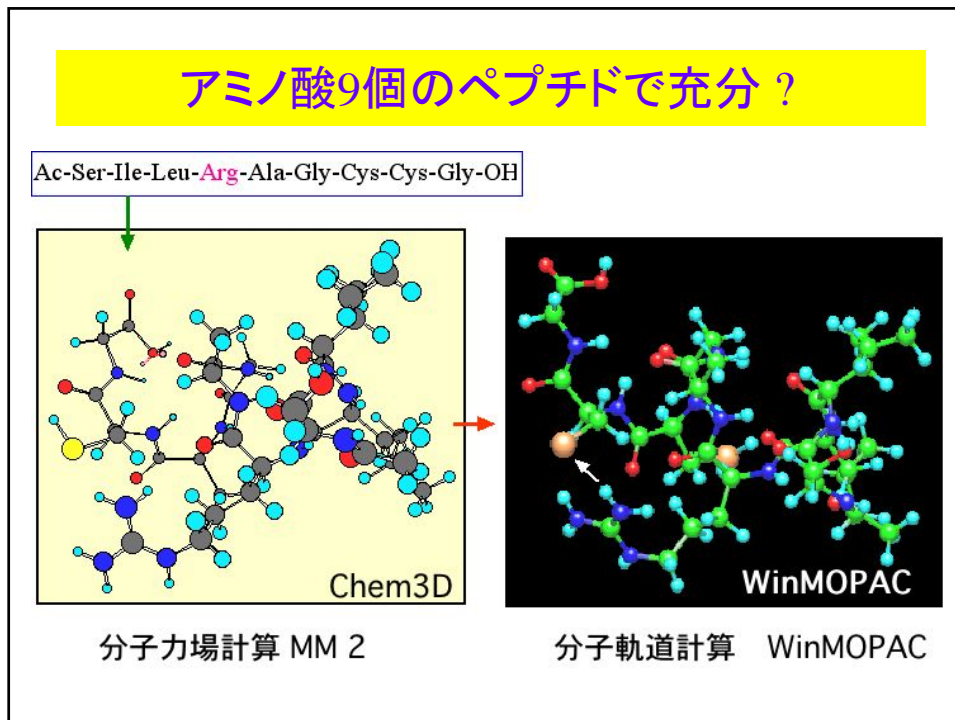 アミノ酸9個のペプチドで充分 ?
Ac-Ser-Ile-Leu-Arg-Ala-Gly-Cys-Cys-Gly-OH
Chem3D
WinMOPAC
分子力場計算 MM 2
分子軌道計算 WinMOPAC